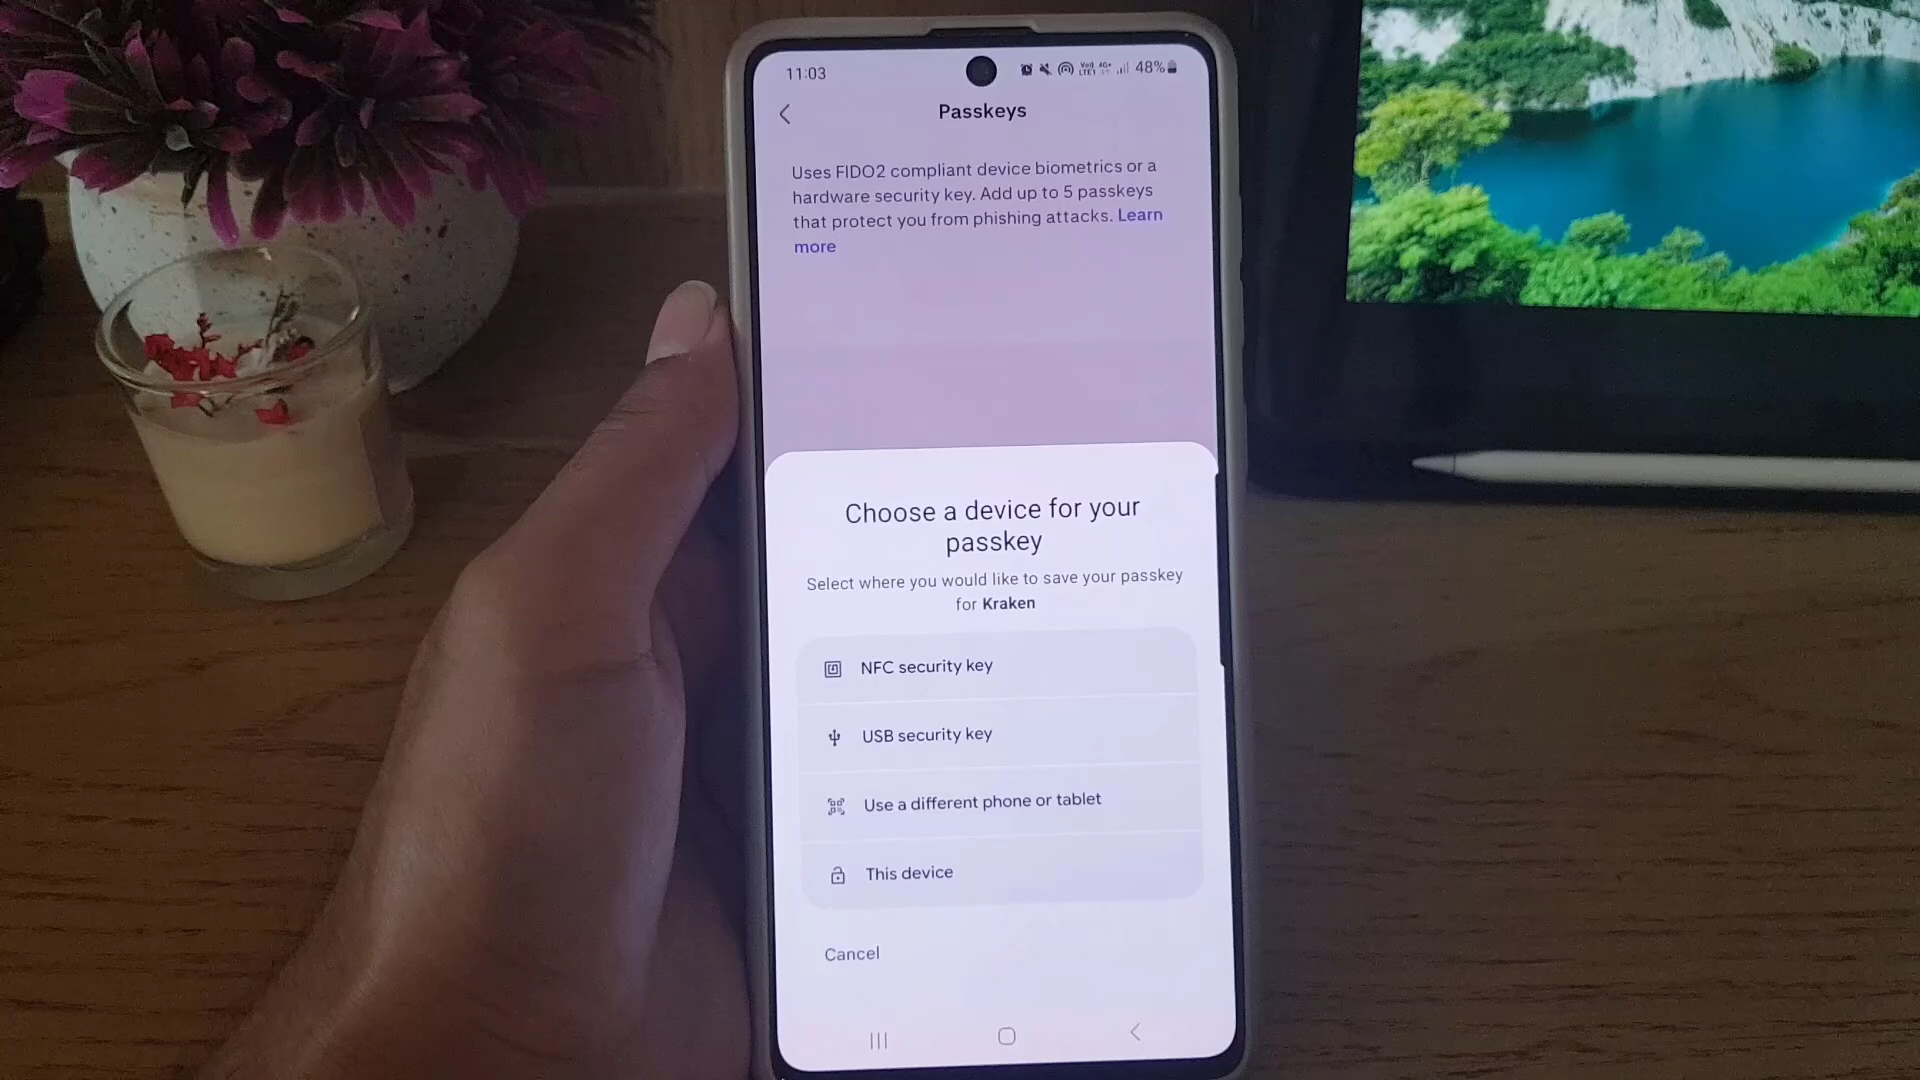 11:03
48%
Passkeys
Uses FIDO2 compliant device biometrics or a
hardware security key. Add up to 5 passkeys
that protect you from phishing attacks. Learn
more
Choose a device for your
passkey
Select where you would like to save your passkey
for Kraken
NFC security key
USB security key
Use a different phone or tablet
This device
Cancel